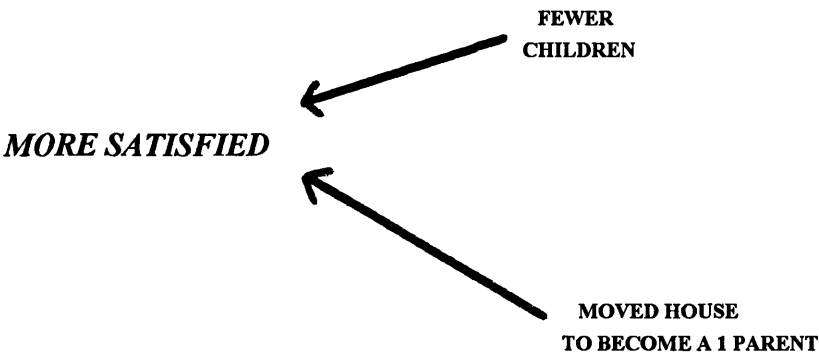 FEWER
CHILDREN
MORE SATISFIED
MOVED HOUSE
TO BECOME A 1 PARENT